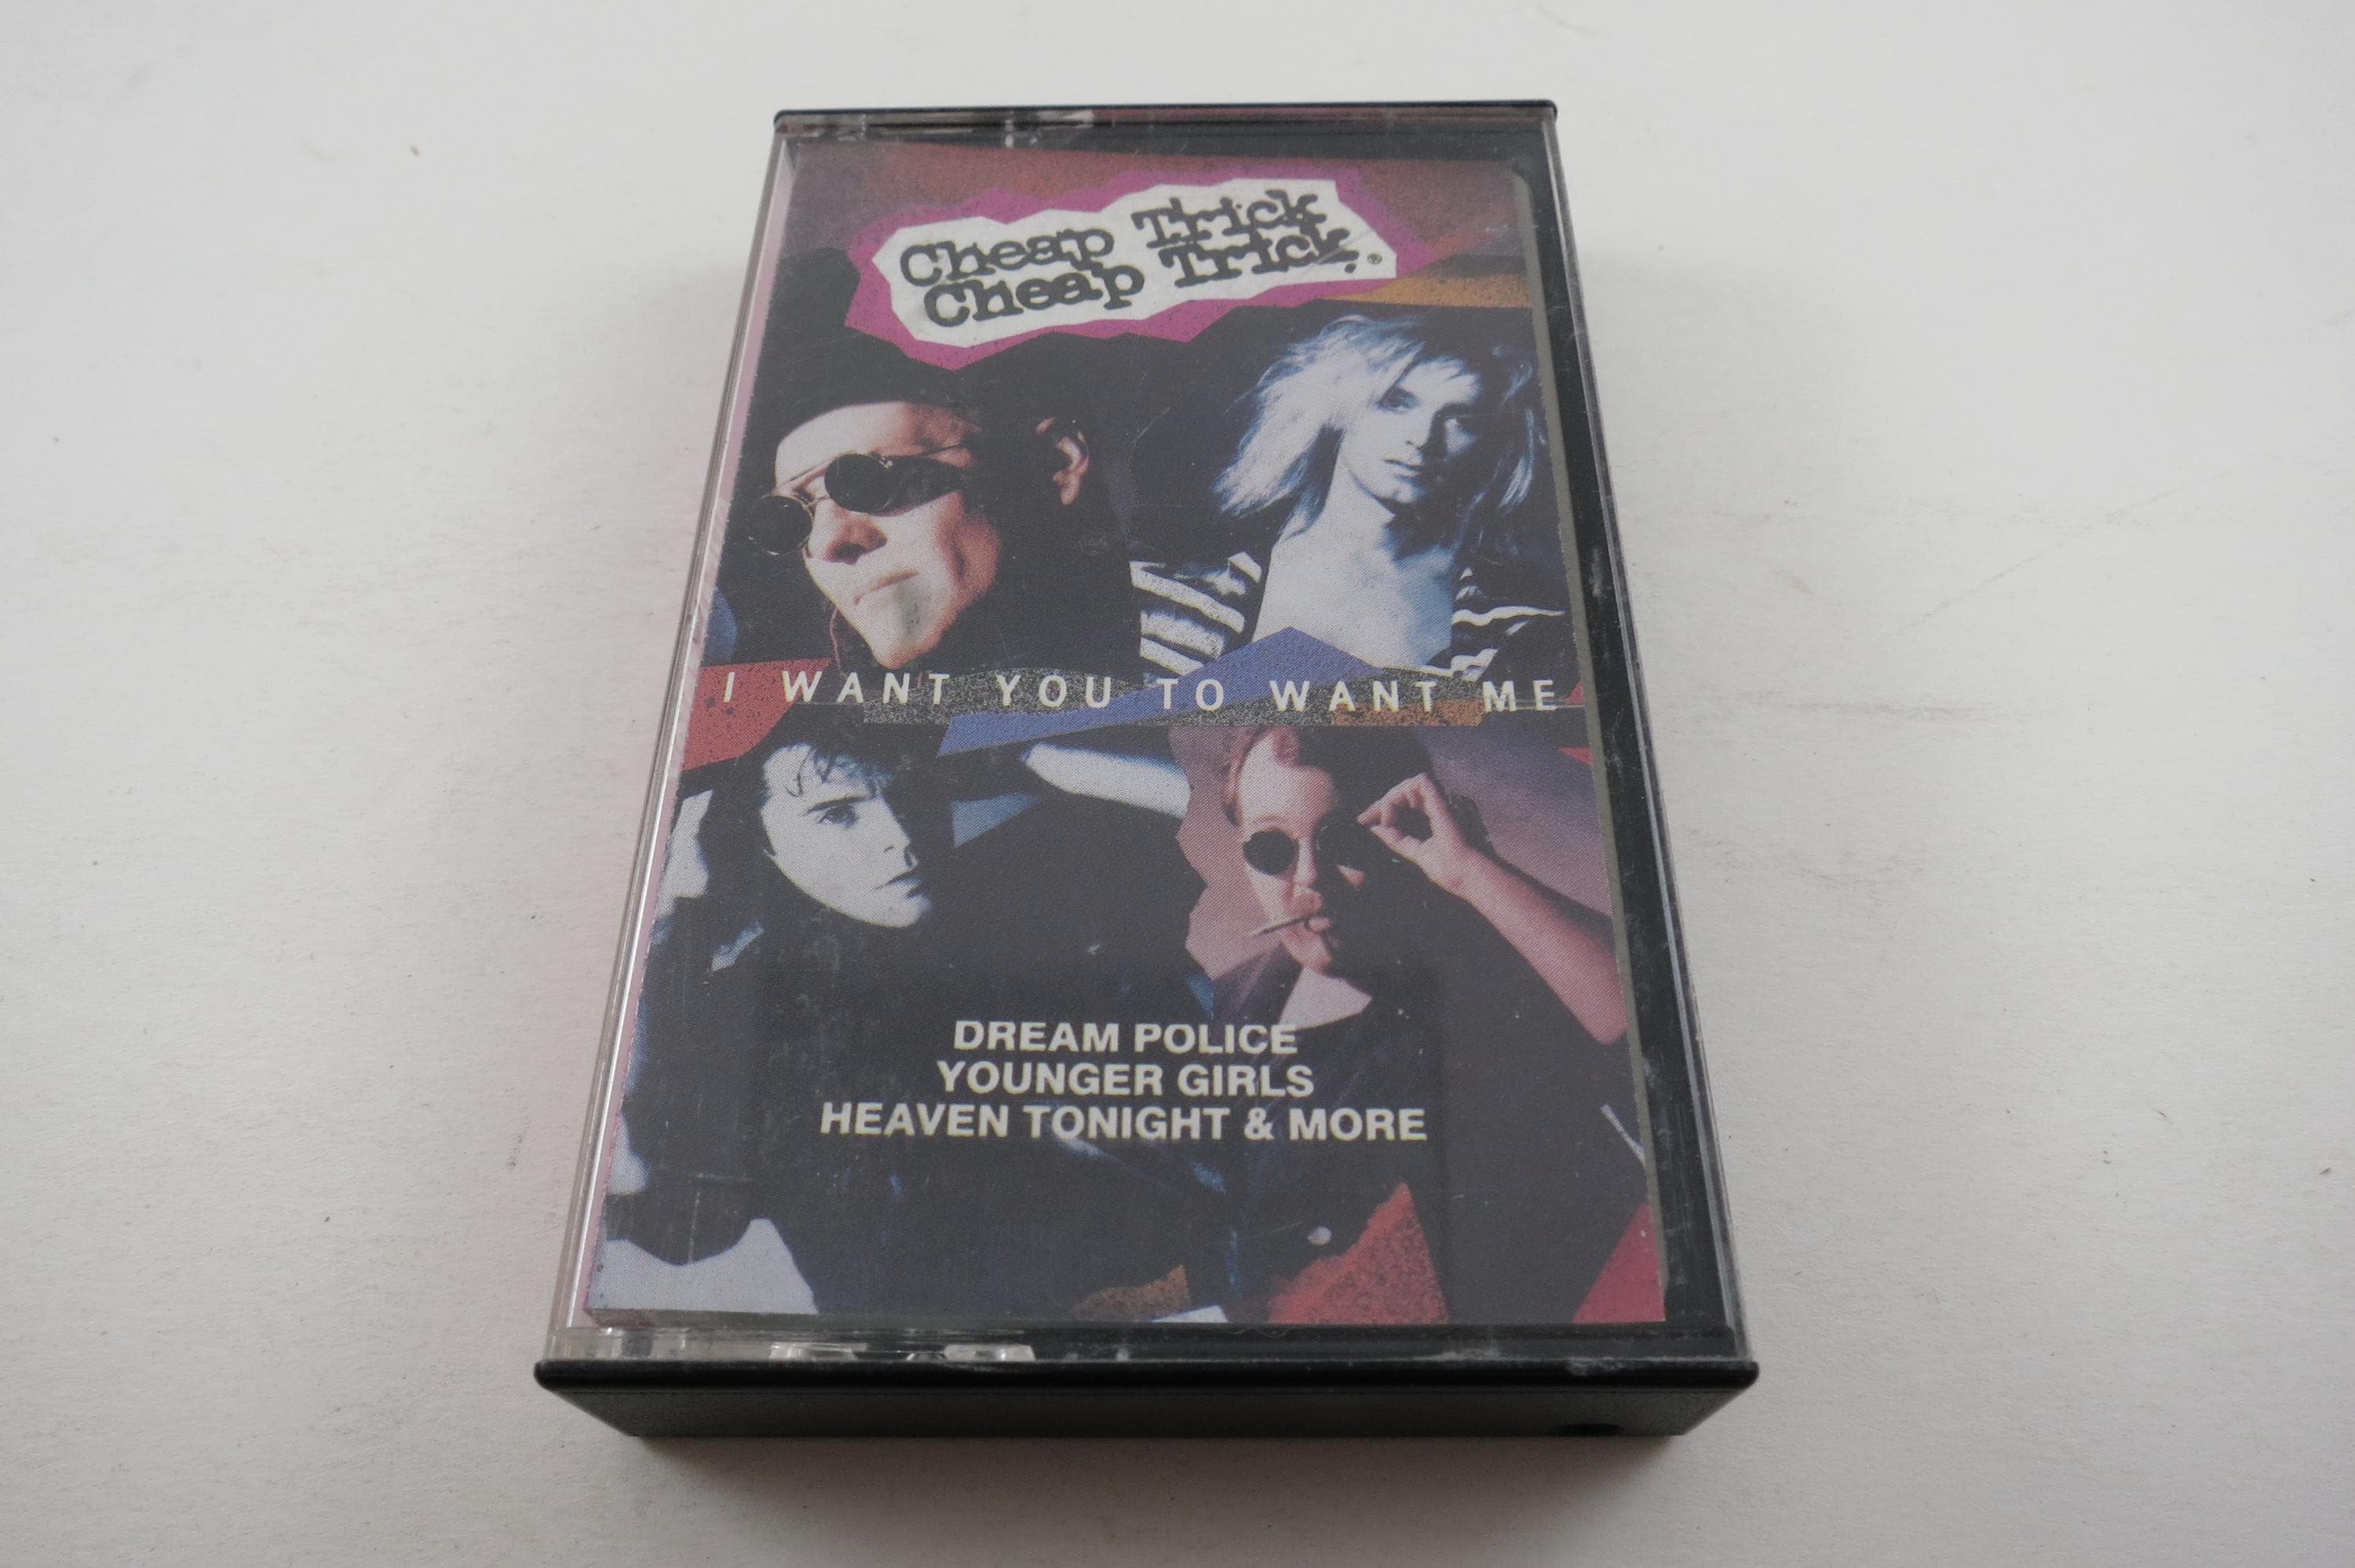 Cheap Trick
Cheap Trick.®
I WANT YOU TO WANT ME
DREAM POLICE
YOUNGER GIRLS
HEAVEN TONIGHT & MORE